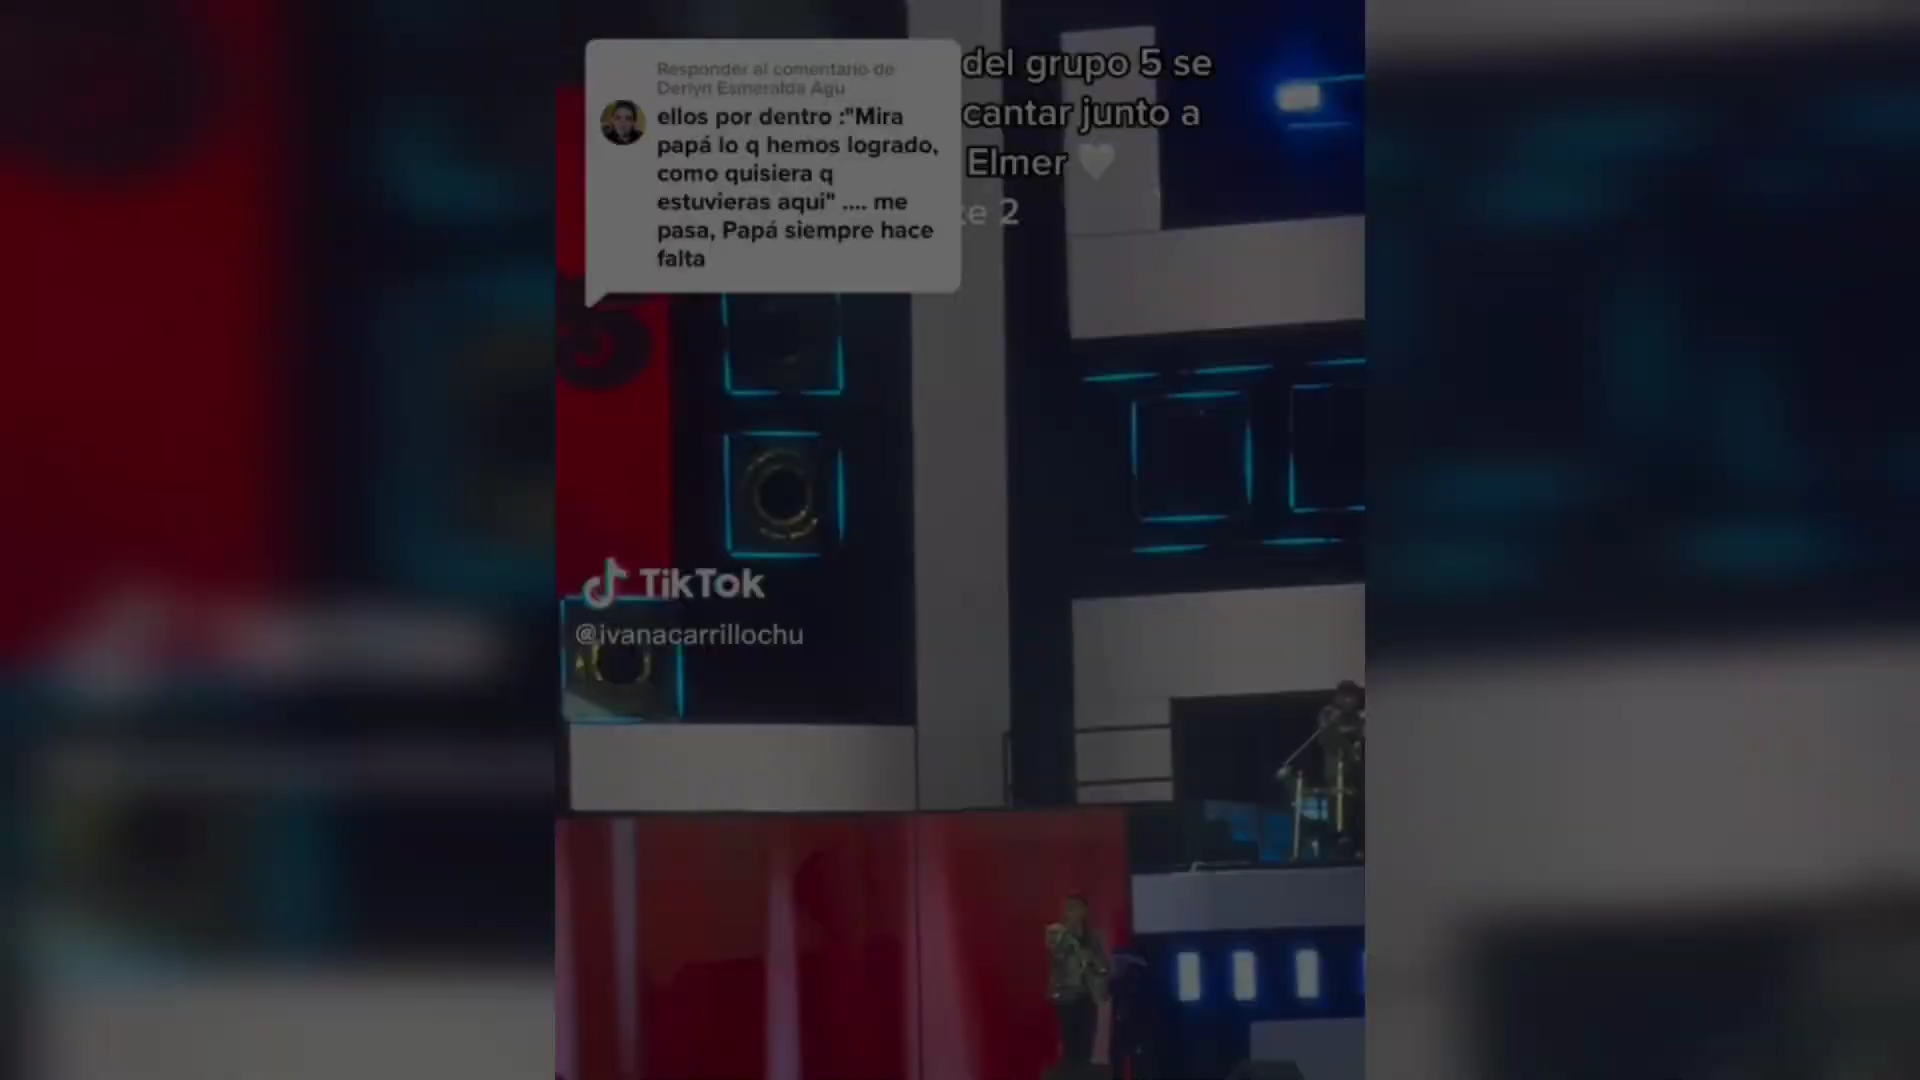 Responder al comentario de
Derlyn Esmeralda Agu
ellos por dentro :"Mira
papá lo q hemos logrado,
como quisiera q
estuvieras aqui" .... me
pasa, Papá siempre hace
falta
del grupo 5 se
cantar junto a
Elmer 🤍
2
TikTok
@ivanacarrillochu